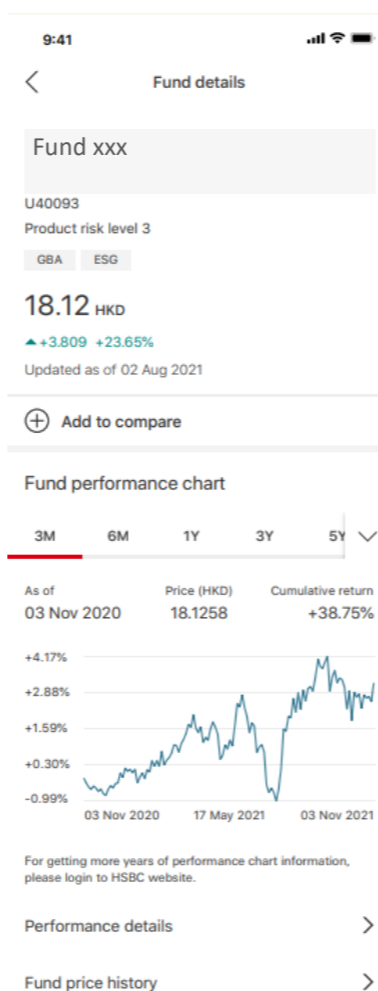 9:41
Fund details
Fund xxx
U40093
Product risk level 3
GBA ESG
18.12 HKD
+3.809 +23.65%
Updated as of 02 Aug 2021
Add to compare
Fund performance chart
3M 6M 1Y 3Y 5Y
As of Price (HKD) Cumulative return
03 Nov 2020 18.1258 +38.75%
+4.17%
+2.88%
+1.59%
+0.30%
-0.99%
03 Nov 2020 17 May 2021 03 Nov 2021
For getting more years of performance chart information,
please login to HSBC website.
Performance details
Fund price history